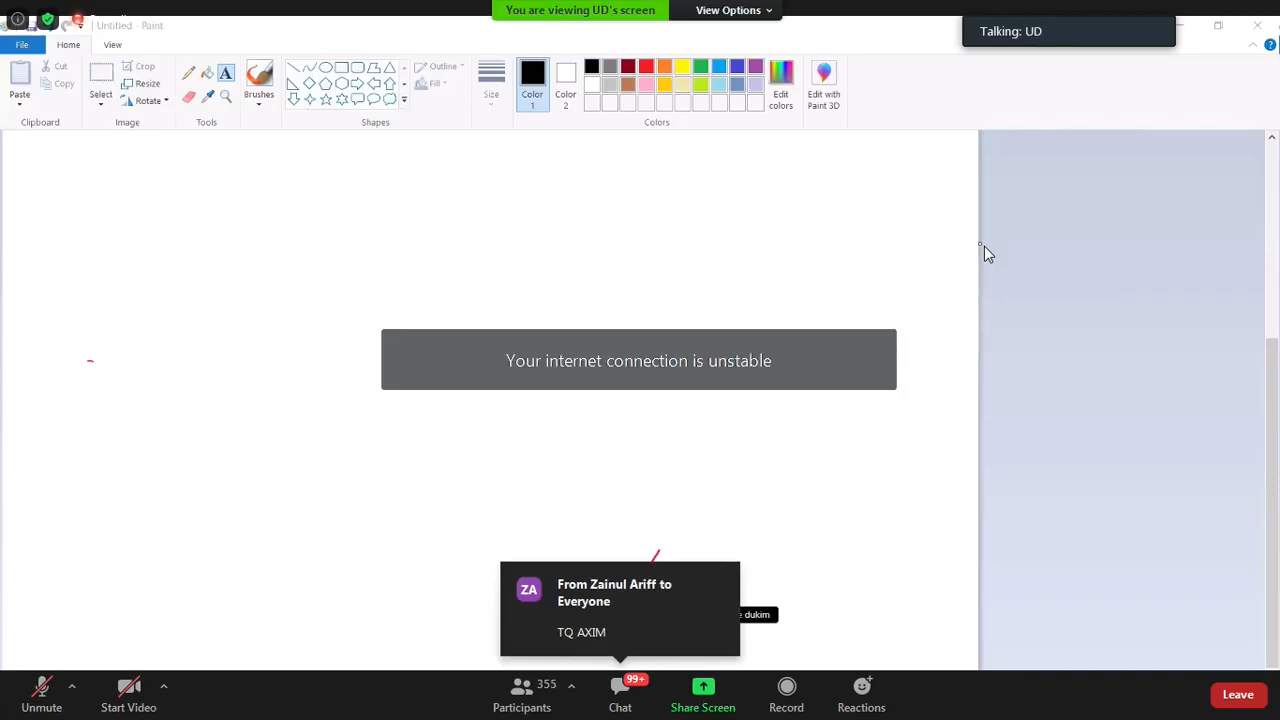 You are viewing UD's screen
View Options
Untitled - Paint
Talking: UD
File
Home
View
Paste
Cut
Copy
Clipboard
Select
Crop
Resize
Rotate
Image
A
Tools
Brushes
Outline
Fill
Shapes
Size
Color
1
Color
2
Edit
colors
Colors
Edit with
Paint 3D
Your internet connection is unstable
ZA
From Zainul Ariff to
Everyone
TQ AXIM
dukim
Unmute
Start Video
355
Participants
99+
Chat
Share Screen
Record
Reactions
Leave